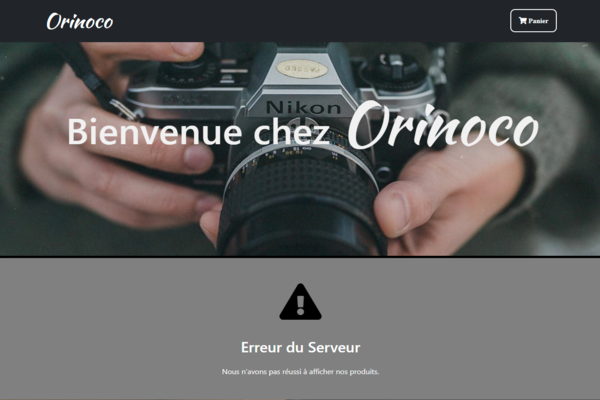 Orinoco
Panier
Nikon
Bienvenue chez Orinoco
Erreur du Serveur
Nous n'avons pas réussi à afficher nos produits.